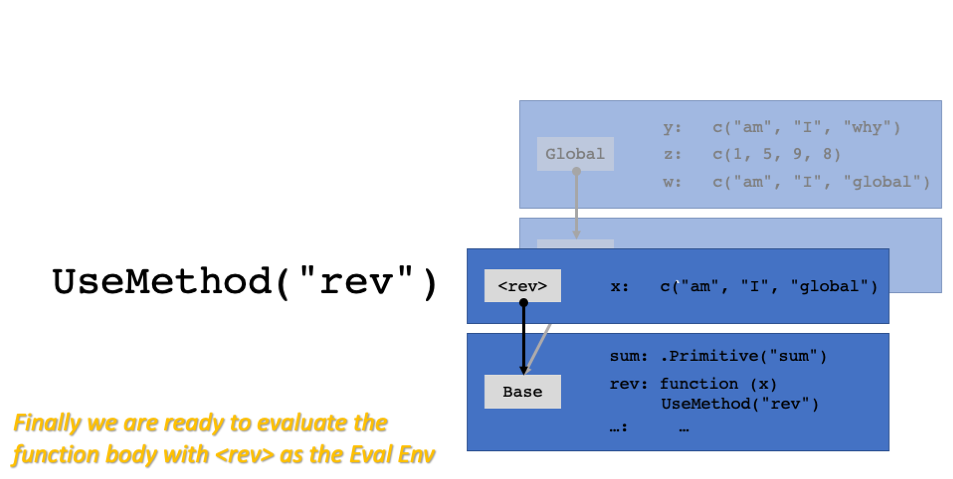 y: c("am", "I", "why")
Global
z: c(1, 5, 9, 8)
w: c("am", "I", "global")
UseMethod("rev")
<rev>
x: c("am", "I", "global")
Base
sum: .Primitive("sum")
rev: function (x)
UseMethod("rev")
…: …
Finally we are ready to evaluate the
function body with <rev> as the Eval Env